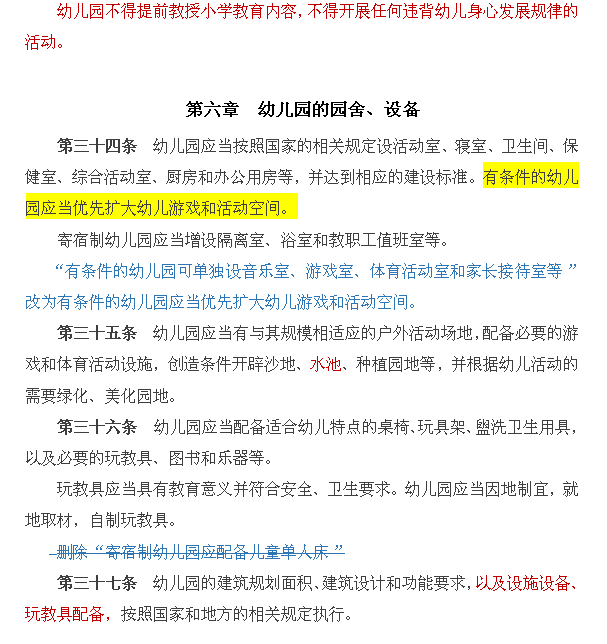 幼儿园不得提前教授小学教育内容，不得开展任何违背幼儿身心发展规律的
活动。
第六章 幼儿园的园舍、设备
第三十四条 幼儿园应当按照国家的相关规定设活动室、寝室、卫生间、保
健室、综合活动室、厨房和办公用房等，并达到相应的建设标准。有条件的幼儿
园应当优先扩大幼儿游戏和活动空间。
寄宿制幼儿园应当增设隔离室、浴室和教职工值班室等。
“有条件的幼儿园可单独设音乐室、游戏室、体育活动室和家长接待室等”
改为有条件的幼儿园应当优先扩大幼儿游戏和活动空间。
第三十五条 幼儿园应当有与其规模相适应的户外活动场地，配备必要的游
戏和体育活动设施，创造条件开辟沙地、水池、种植园地等，并根据幼儿活动的
需要绿化、美化园地。
第三十六条 幼儿园应当配备适合幼儿特点的桌椅、玩具架、盥洗卫生用具，
以及必要的玩教具、图书和乐器等。
玩教具应当具有教育意义并符合安全、卫生要求。幼儿园应当因地制宜，就
地取材，自制玩教具。
删除“寄宿制幼儿园应配备儿童单人床”
第三十七条 幼儿园的建筑规划面积、建筑设计和功能要求，以及设施设备、
玩教具配备，按照国家和地方的相关规定执行。